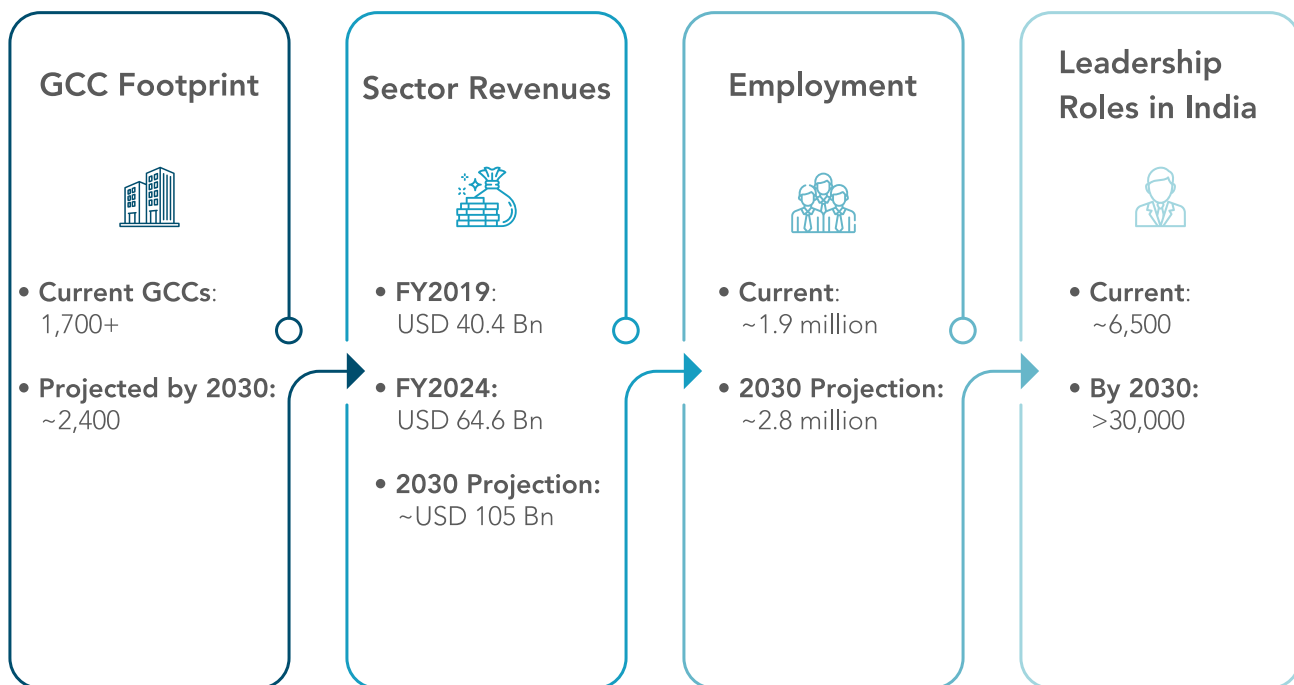 GCC Footprint
• Current GCCs:
1,700+
• Projected by 2030:
~2,400
Sector Revenues
• FY2019:
USD 40.4 Bn
• FY2024:
USD 64.6 Bn
• 2030 Projection:
~USD 105 Bn
Employment
• Current:
~1.9 million
• 2030 Projection:
~2.8 million
Leadership
Roles in India
• Current:
~6,500
• By 2030:
>30,000